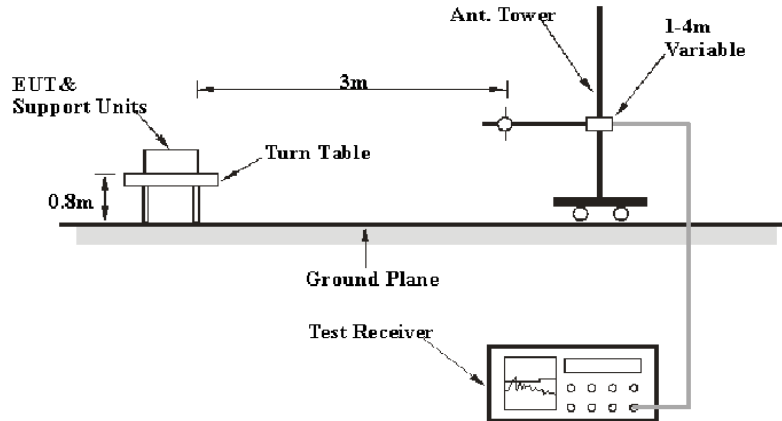 Ant. Tower
1-4m
Variable
EUT&
Support Units
3m
Turn Table
0.8m
Ground Plane
Test Receiver